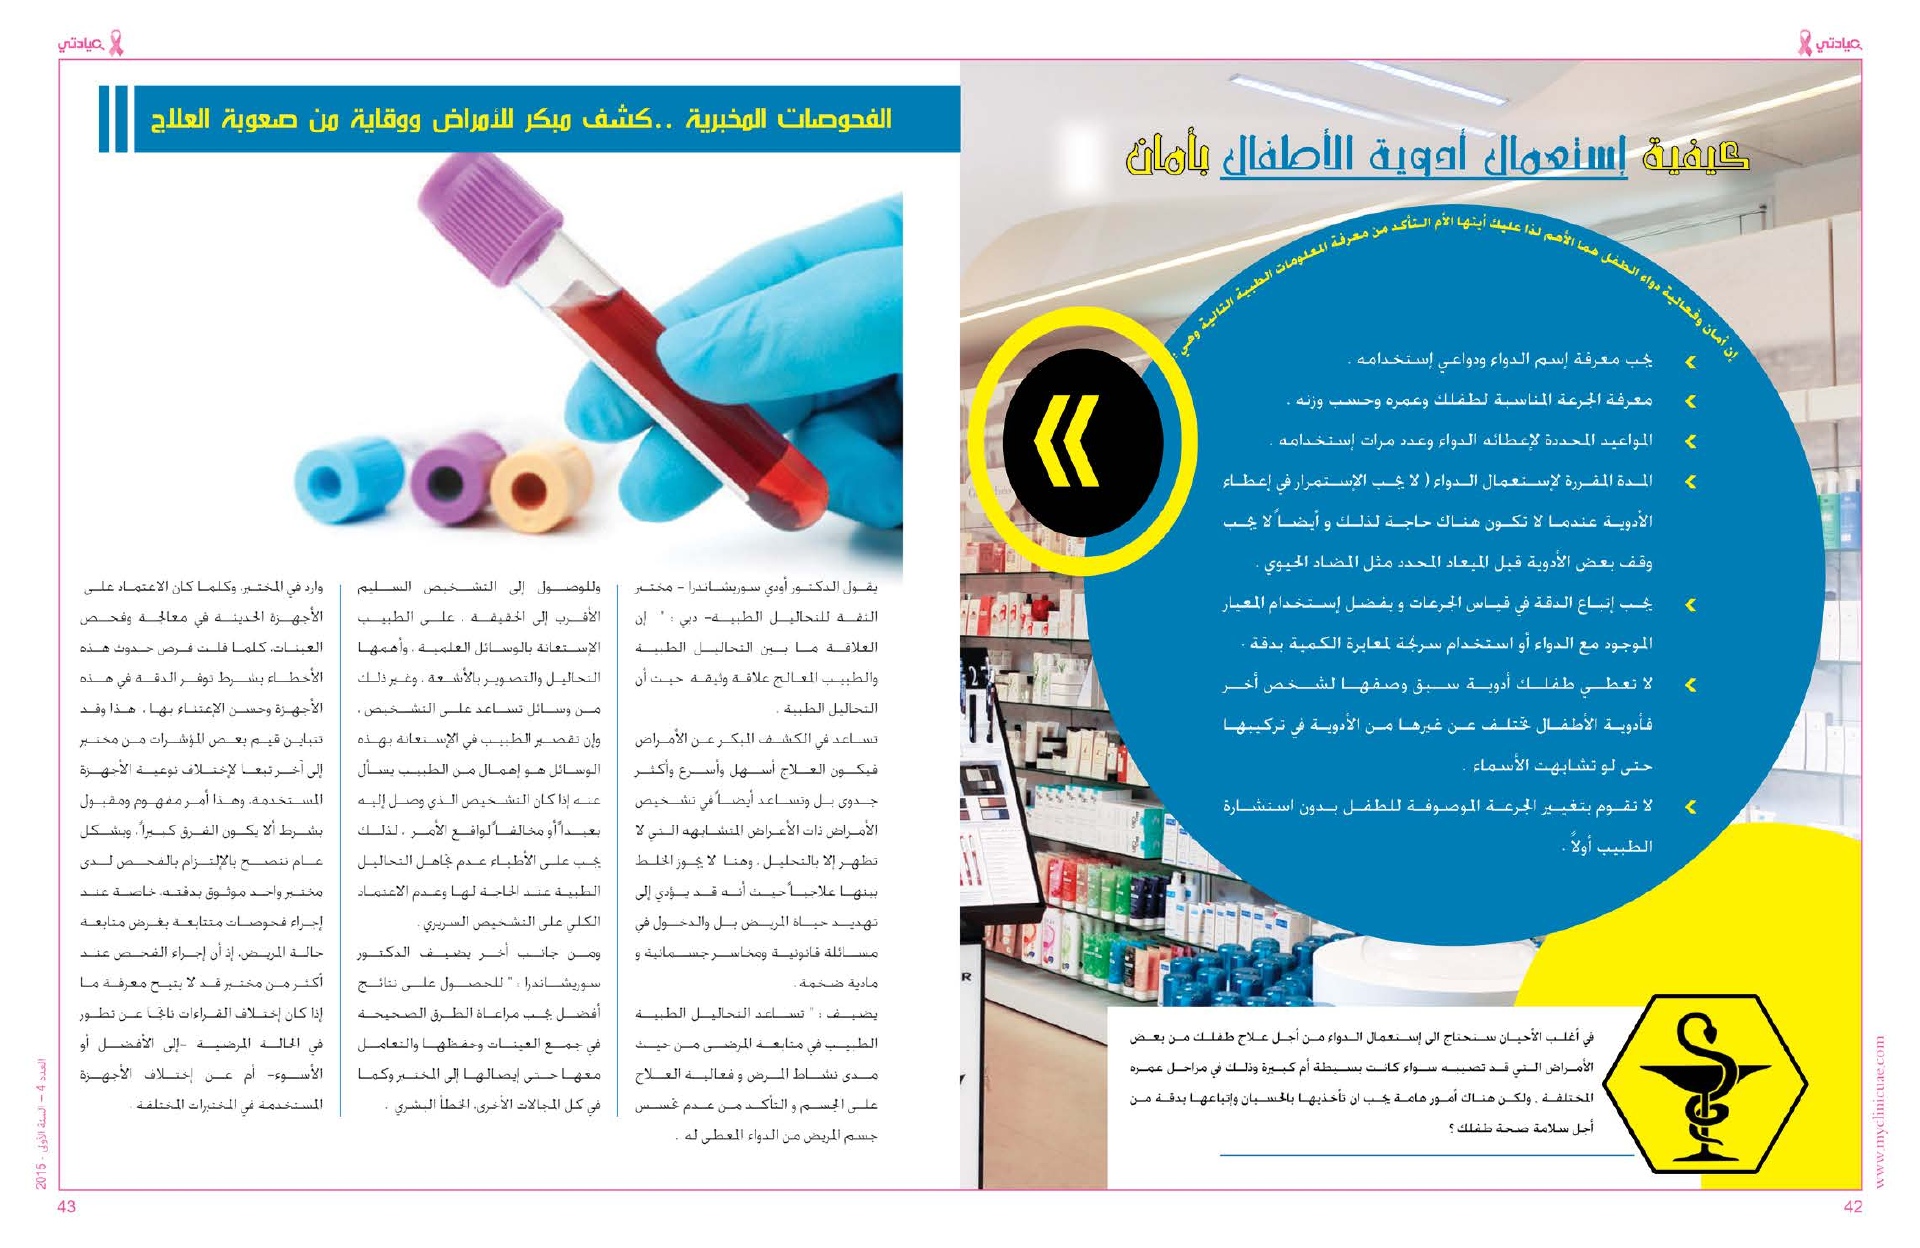 عيادتي
كيفية إستعمال أدوية الأطفال بأمان
إن أمان وفعالية دواء الطفل هما الأهم لذا عليك أيتها الأم التأكد من معرفة المعلومات الطبية التالية وهي :
يجب معرفة إسم الدواء ودواعي إستخدامه .
معرفة الجرعة المناسبة لطفلك وعمره وحسب وزنه .
المواعيد المحددة لإعطائه الدواء وعدد مرات إستخدامه .
المدة المقررة لإستعمال الدواء ( لا يجب الإستمرار في إعطاء
الأدوية عندما لا تكون هناك حاجة لذلك و أيضاً لا يجب
وقف بعض الأدوية قبل الميعاد المحدد مثل المضاد الحيوي .
يجب إتباع الدقة في قياس الجرعات و يفضل إستخدام المعيار
الموجود مع الدواء أو استخدام سرنجة لمعايرة الكمية بدقة .
لا تعطي طفلك أدوية سبق وصفها لشخص أخر
فأدوية الأطفال تختلف عن غيرها من الأدوية في تركيبها
حتى لو تشابهت الأسماء .
لا تقوم بتغيير الجرعة الموصوفة للطفل بدون استشارة
الطبيب أولاً .
في أغلب الأحيان ستحتاج الى إستعمال الدواء من أجل علاج طفلك من بعض
الأمراض التي قد تصيبه سواء كانت بسيطة أم كبيرة وذلك في مراحل عمره
المختلفة . ولكن هناك أمور هامة يجب ان تأخذيها بالحسبان وإتباعها بدقة من
أجل سلامة صحة طفلك ؟
www.myclinicuae.com
42
عيادتي
الفحوصات المخبرية ..كشف مبكر للأمراض ووقاية من صعوبة العلاج
يقول الدكتور أودي سوريشاندرا - مختبر
الثقة للتحاليل الطبية- دبي : " إن
العلاقة ما بين التحاليل الطبية
والطبيب المعالج علاقة وثيقة حيث أن
التحاليل الطبية .
تساعد في الكشف المبكر عن الأمراض
فيكون العلاج أسهل وأسرع وأكثر
جدوى بل وتساعد أيضاً في تشخيص
الأمراض ذات الأعراض المتشابهه التي لا
تظهر إلا بالتحليل . وهنا لا يجوز الخلط
بينها علاجياً حيث أنه قد يؤدي إلى
تهديد حياة المريض بل والدخول في
مسائلة قانونية ومخاسر جسمانية و
مادية ضخمة .
يضيف : " تساعد التحاليل الطبية
الطبيب في متابعة المرضى من حيث
مدى نشاط المرض و فعالية العلاج
على الجسم و التأكد من عدم تحسس
جسم المريض من الدواء المعطى له .
وللوصول إلى التشخيص السليم
الأقرب إلى الحقيقة . على الطبيب
الإستعانة بالوسائل العلمية . وأهمها
التحاليل والتصوير بالأشعة . وغير ذلك
من وسائل تساعد على التشخيص .
وإن تقصير الطبيب في الإستعانة بهذه
الوسائل هو إهمال من الطبيب يسأل
عنه إذا كان التشخيص الذي وصل إليه
بعيداً أو مخالفاً لواقع الأمر . لذلك
يجب على الأطباء عدم تجاهل التحاليل
الطبية عند الحاجة لها وعدم الاعتماد
الكلي على التشخيص السريري .
ومن جانب أخر يضيف الدكتور
سوريشاندرا : " للحصول على نتائج
أفضل يجب مراعاة الطرق الصحيحة
في جمع العينات وحفظها والتعامل
معها حتى إيصالها إلى المختبر وكما
في كل المجالات الأخرى. الخطأ البشري .
وارد في المختبر. وكلما كان الاعتماد على
الأجهزة الحديثة في معالجة وفحص
العينات. كلما قلت فرص حدوث هذه
الأخطاء بشرط توفر الدقة في هذه
الأجهزة وحسن الإعتناء بها . هذا وقد
تتباين قيم بعض المؤشرات من مختبر
إلى آخر تبعا لإختلاف نوعية الأجهزة
المستخدمة. وهذا أمر مفهوم ومقبول
بشرط ألا يكون الفرق كبيراً. وبشكل
عام ننصح بالإلتزام بالفحص لدى
مختبر واحد موثوق بدقته. خاصة عند
إجراء فحوصات متتابعة بغرض متابعة
حالة المريض. إذ أن إجراء الفحص عند
أكثر من مختبر قد لا يتيح معرفة ما
إذا كان إختلاف القراءات ناتجا عن تطور
في الحالة المرضية -إلى الأفضل أو
الأسوء- أم عن إختلاف الأجهزة
المستخدمة في المختبرات المختلفة .
العدد 4 – السنة الأولى - 2015
43